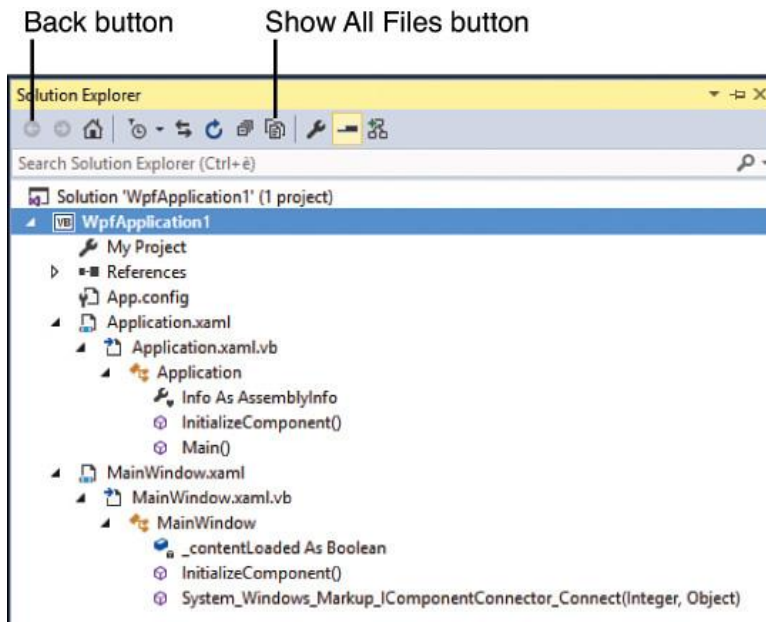 Back button Show All Files button
Solution Explorer
Search Solution Explorer (Ctrl+è)
Solution 'WpfApplication1' (1 project)
VB WpfApplication1
My Project
References
App.config
Application.xaml
Application.xaml.vb
Application
Info As AssemblyInfo
InitializeComponent()
Main()
MainWindow.xaml
MainWindow.xaml.vb
MainWindow
_contentLoaded As Boolean
InitializeComponent()
System_Windows_Markup_IComponentConnector_Connect(Integer, Object)